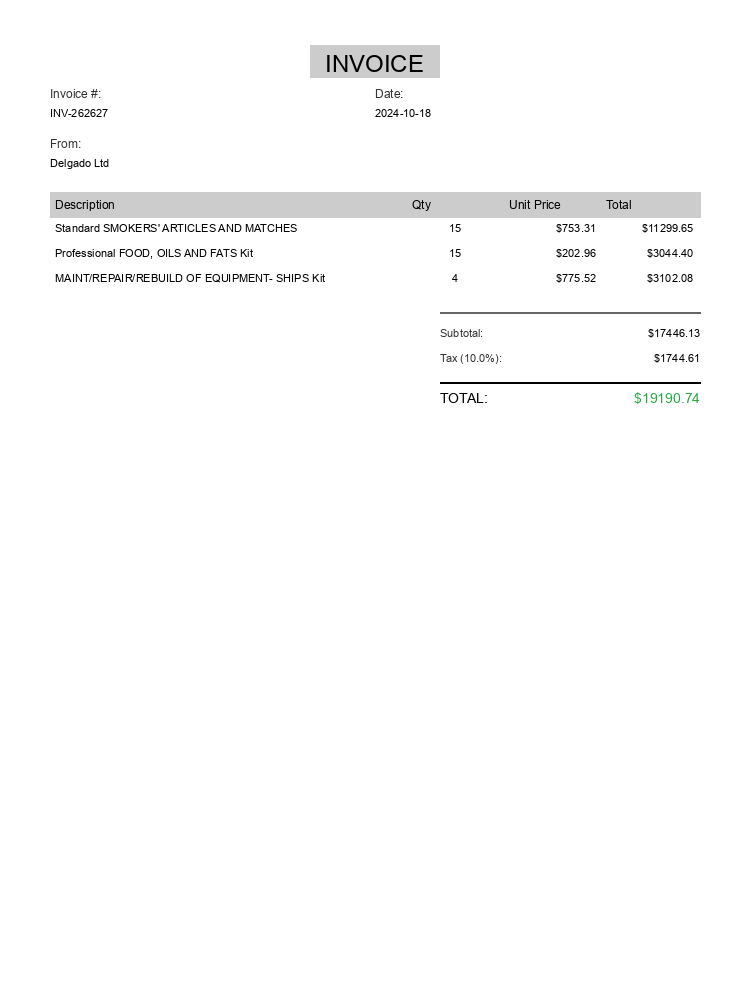 INVOICE
Invoice #: Date:
INV-262627 2024-10-18
From:
Delgado Ltd
Description Qty Unit Price Total
Standard SMOKERS' ARTICLES AND MATCHES 15 $753.31 $11299.65
Professional FOOD, OILS AND FATS Kit 15 $202.96 $3044.40
MAINT/REPAIR/REBUILD OF EQUIPMENT- SHIPS Kit 4 $775.52 $3102.08
Subtotal: $17446.13
Tax (10.0%): $1744.61
TOTAL: $19190.74